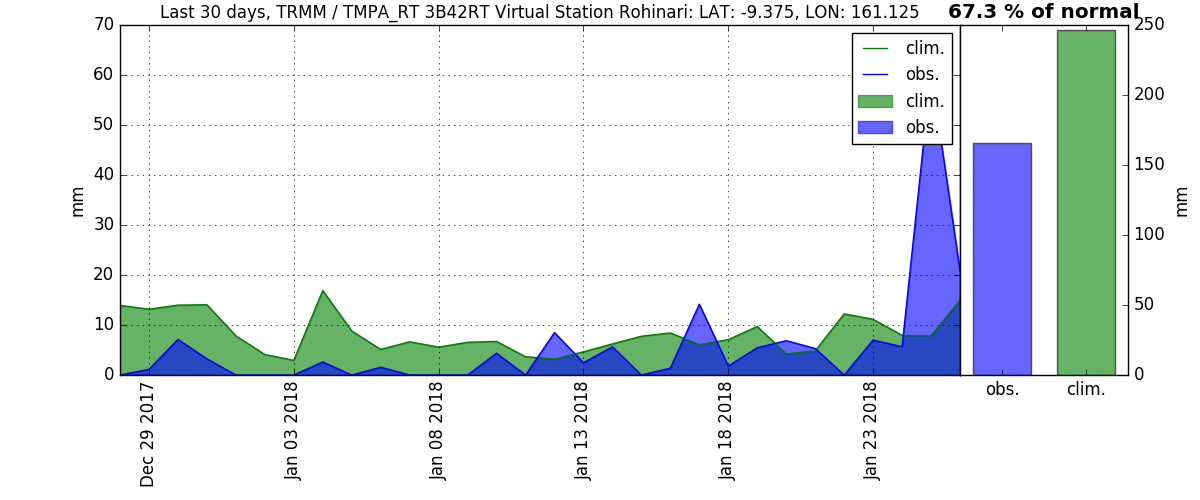 Last 30 days, TRMM / TMPA_RT 3B42RT Virtual Station Rohinari: LAT: -9.375, LON: 161.125
67.3 % of normal
70
60
50
40
30
20
10
0
mm
clim.
obs.
clim.
obs.
Dec 29 2017
Jan 03 2018
Jan 08 2018
Jan 13 2018
Jan 18 2018
Jan 23 2018
250
200
150
100
50
0
mm
obs.
clim.